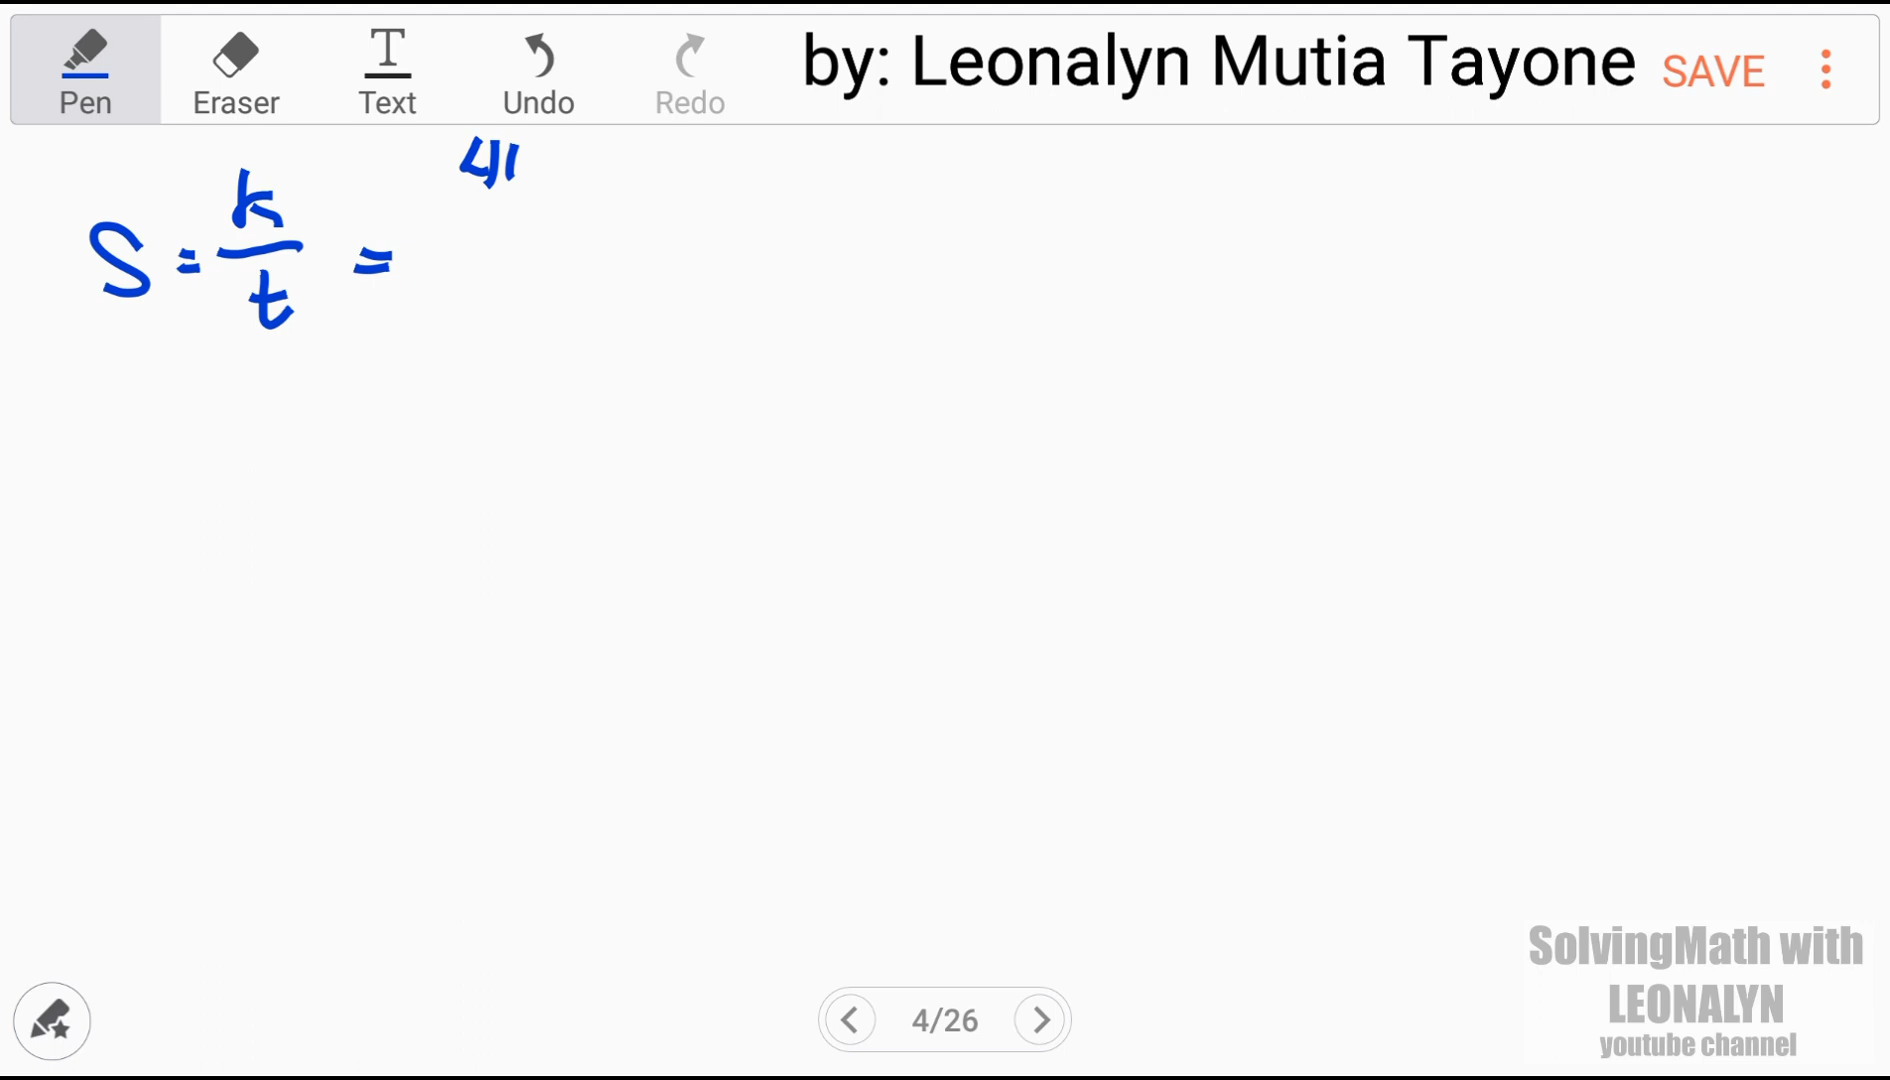 Pen Eraser Text Undo Redo by: Leonalyn Mutia Tayone SAVE
41
S = k/t =
4/26
SolvingMath with
LEONALYN
youtube channel